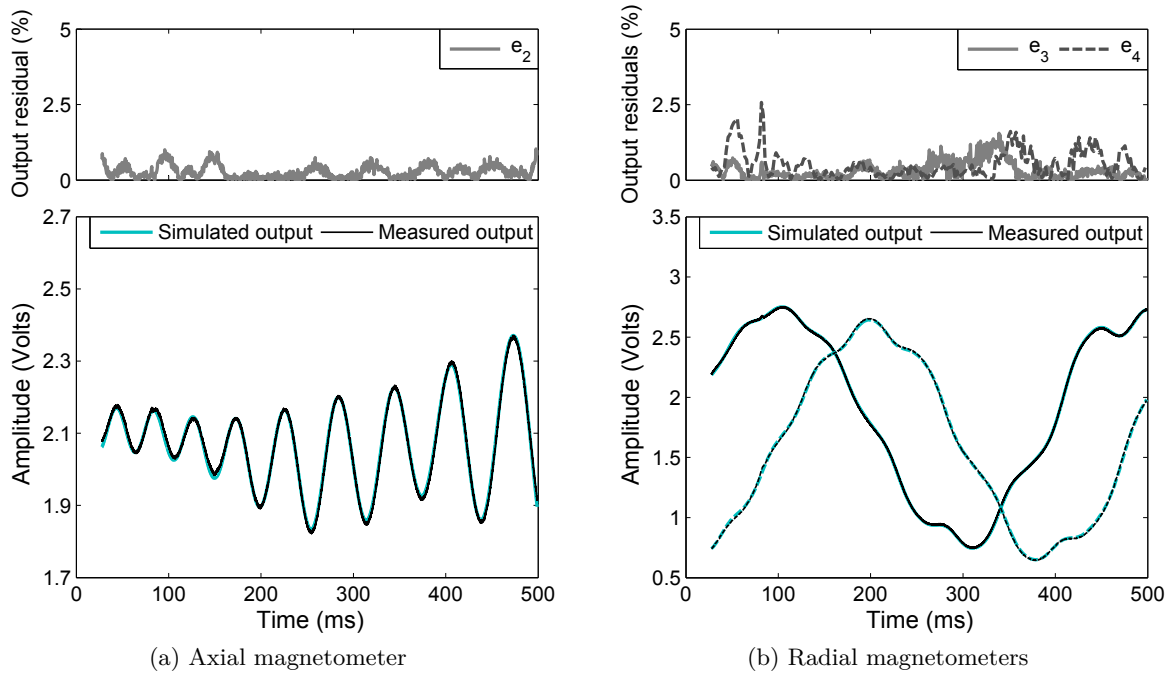 Output residual (%)
5
2.5
0
e2
Amplitude (Volts)
2.7
2.5
2.3
2.1
1.9
1.7
Simulated output
Measured output
0
100
200
300
400
500
Time (ms)
(a) Axial magnetometer
Output residuals (%)
5
2.5
0
e3
e4
Amplitude (Volts)
3.5
3
2.5
2
1.5
1
0.5
Simulated output
Measured output
0
100
200
300
400
500
Time (ms)
(b) Radial magnetometers